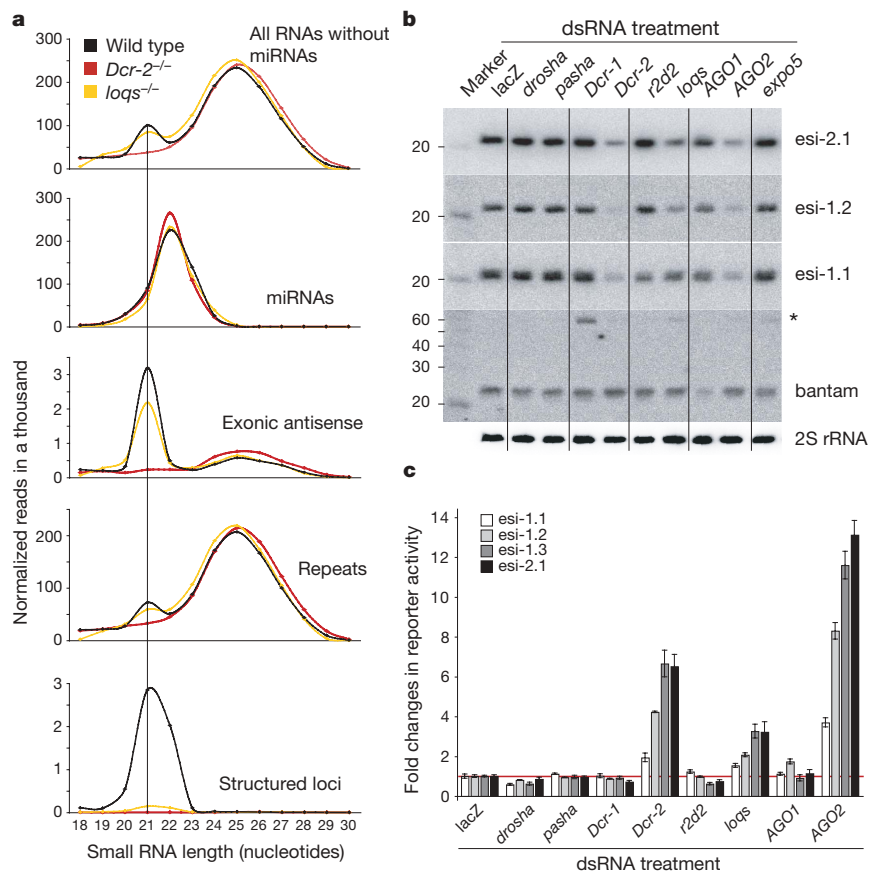 a
Wild type
Dcr-2−/−
loqs−/−
All RNAs without
miRNAs
300
200
100
0
miRNAs
300
200
100
0
Exonic antisense
3
2
1
0
Repeats
200
100
0
Structured loci
3
2
1
0
18 19 20 21 22 23 24 25 26 27 28 29 30
Small RNA length (nucleotides)
Normalized reads in a thousand
b
dsRNA treatment
Marker lacZ drosha pasha Dcr-1 Dcr-2 r2d2 loqs AGO1 AGO2 expo5
20 esi-2.1
20 esi-1.2
20 esi-1.1
60 *
40
30
20 bantam
2S rRNA
c
esi-1.1
esi-1.2
esi-1.3
esi-2.1
14
12
10
8
6
4
2
0
Fold changes in reporter activity
lacZ drosha pasha Dcr-1 Dcr-2 r2d2 loqs AGO1 AGO2
dsRNA treatment